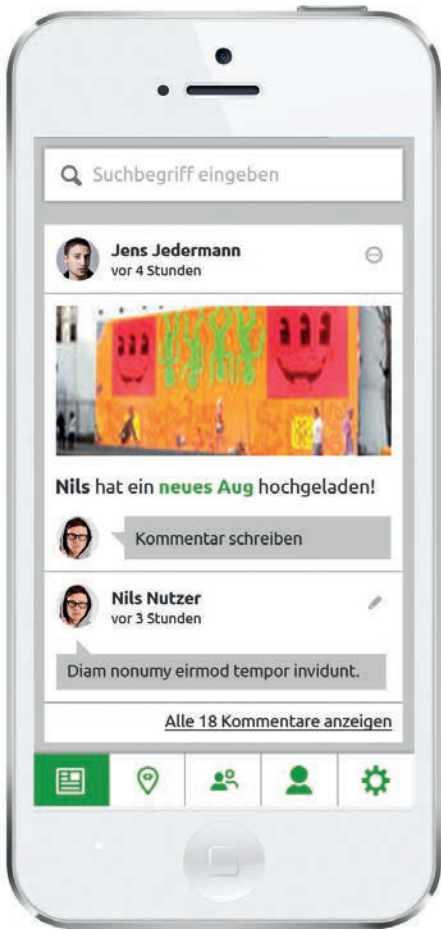 Suchbegriff eingeben
Jens Jedermann
vor 4 Stunden
Nils hat ein neues Aug hochgeladen!
Kommentar schreiben
Nils Nutzer
vor 3 Stunden
Diam nonumy eirmod tempor invidunt.
Alle 18 Kommentare anzeigen